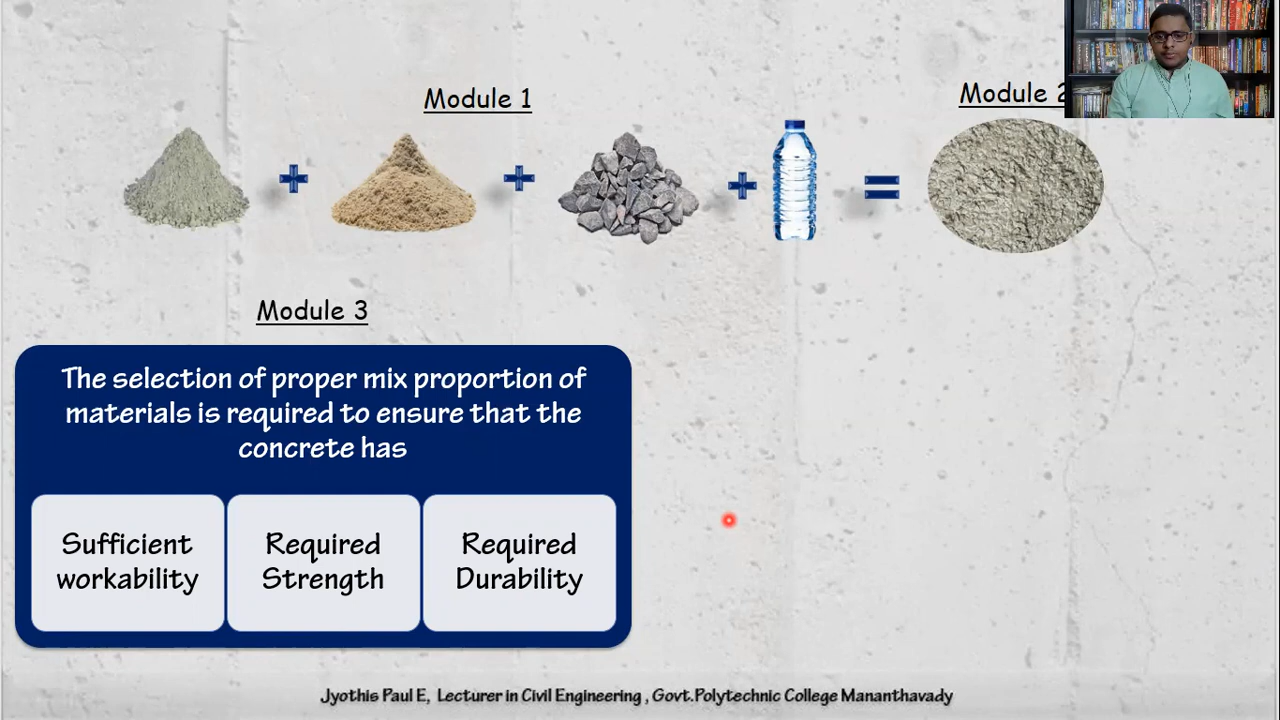 Module 1
Module 2
Module 3
The selection of proper mix proportion of
materials is required to ensure that the
concrete has
Sufficient
workability
Required
Strength
Required
Durability
Jyothis Paul E, Lecturer in Civil Engineering , Govt.Polytechnic College Mananthavady